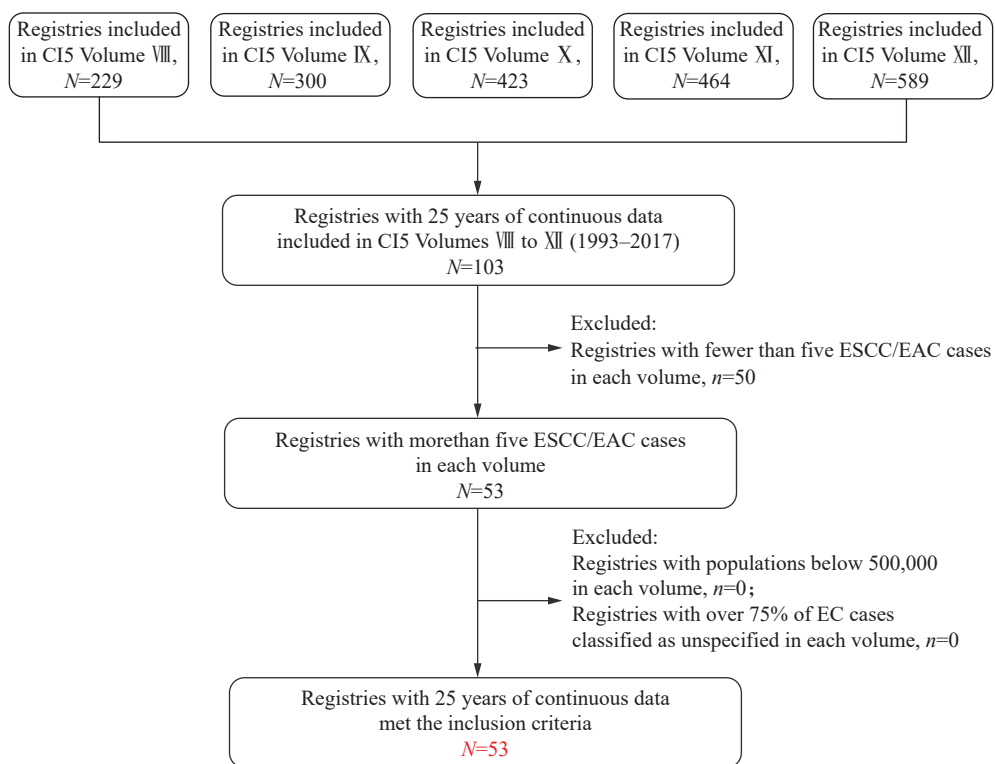 Registries included
in CI5 Volume Ⅷ,
N=229
Registries included
in CI5 Volume Ⅸ,
N=300
Registries included
in CI5 Volume Ⅹ,
N=423
Registries included
in CI5 Volume Ⅺ,
N=464
Registries included
in CI5 Volume Ⅻ,
N=589
Registries with 25 years of continuous data
included in CI5 Volumes Ⅷ to Ⅻ (1993–2017)
N=103
Excluded:
Registries with fewer than five ESCC/EAC cases
in each volume, n=50
Registries with morethan five ESCC/EAC cases
in each volume
N=53
Excluded:
Registries with populations below 500,000
in each volume, n=0；
Registries with over 75% of EC cases
classified as unspecified in each volume, n=0
Registries with 25 years of continuous data
met the inclusion criteria
N=53